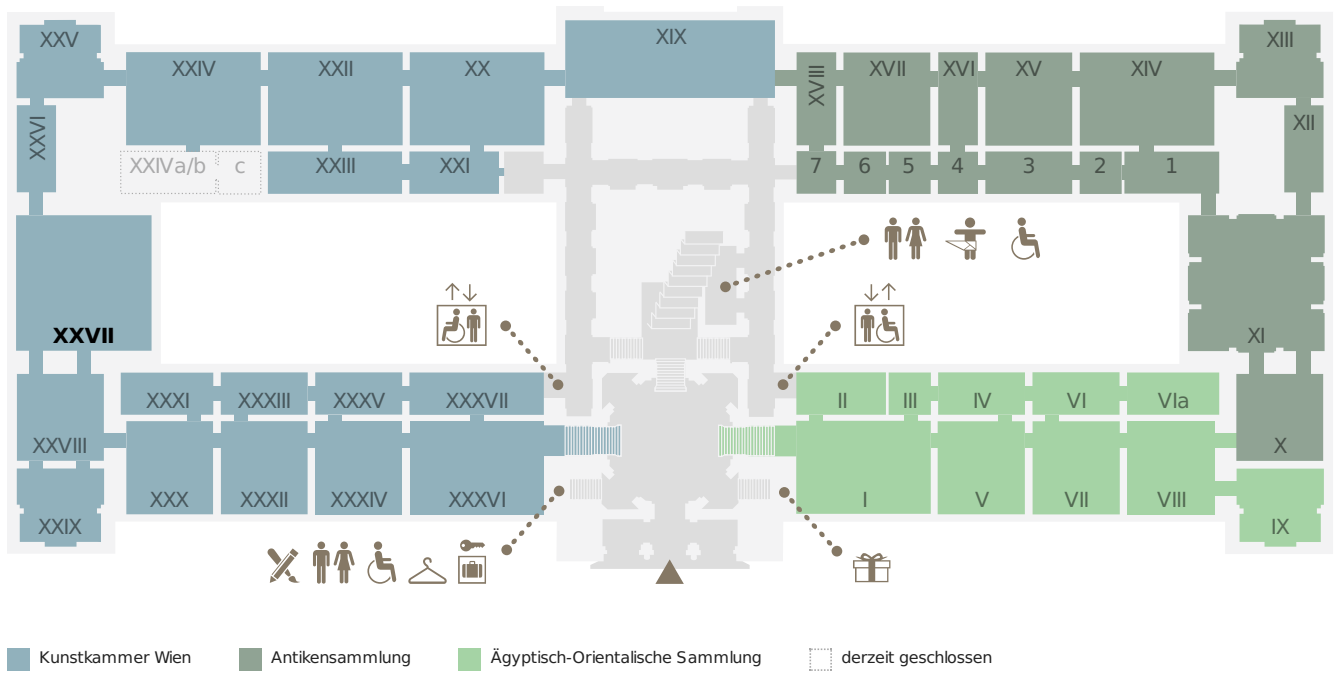 XXV
XXIV
XXII
XX
XIX
XVIII
XVII
XVI
XV
XIV
XIII
XXVI
XXIVa/b
c
XXIII
XXI
7
6
5
4
3
2
1
XII
XXVII
XI
XXVIII
XXXI
XXXIII
XXXV
XXXVII
II
III
IV
VI
VIa
X
XXX
XXXII
XXXIV
XXXVI
I
V
VII
VIII
XXIX
IX
Kunstkammer Wien
Antikensammlung
Ägyptisch-Orientalische Sammlung
derzeit geschlossen